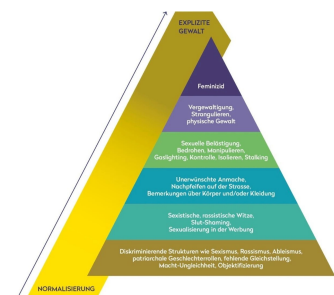 EXPLIZITE
GEWALT
Feminizid
Vergewaltigung,
Strangulieren,
physische Gewalt
Sexuelle Belästigung,
Bedrohen, Manipulieren,
Gaslighting, Kontrolle, Isolieren, Stalking
Unerwünschte Anmache,
Nachpfeifen auf der Strasse,
Bemerkungen über Körper und/oder Kleidung
Sexistische, rassistische Witze,
Slut-Shaming,
Sexualisierung in der Werbung
Diskriminierende Strukturen wie Sexismus, Rassismus, Ableismus,
patriarchale Geschlechterrollen, fehlende Gleichstellung,
Macht-Ungleichheit, Objektifizierung
NORMALISIERUNG